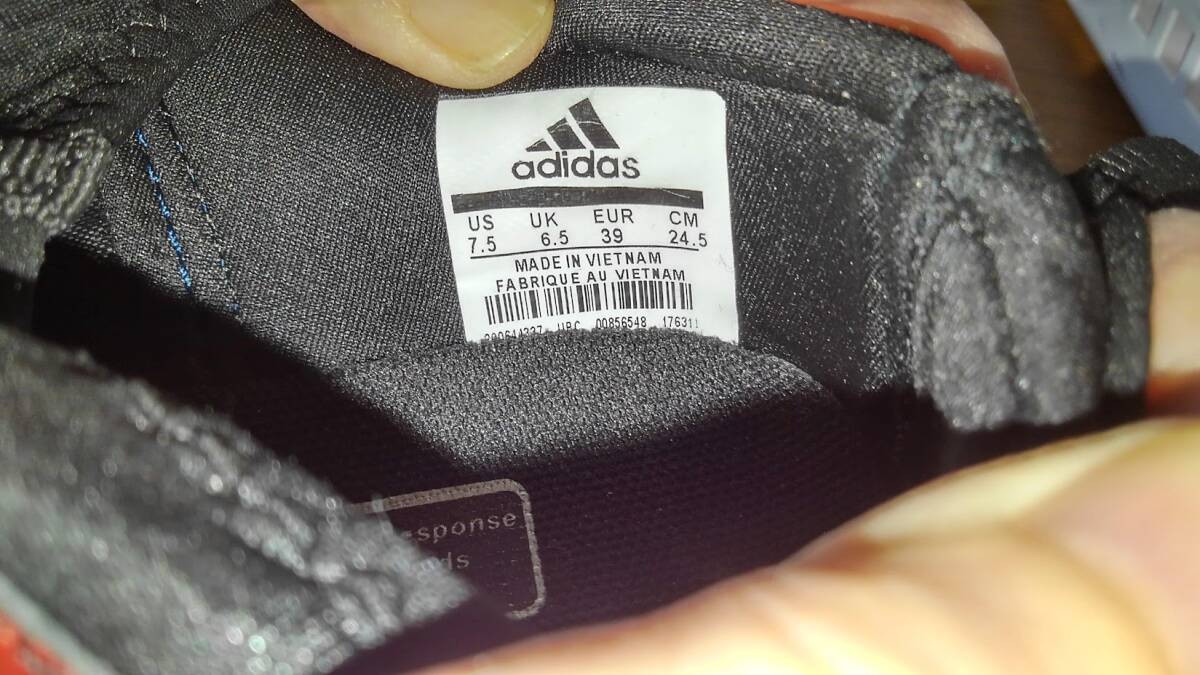 adidas
US UK EUR CM
7.5 6.5 39 24.5
MADE IN VIETNAM
FABRIQUE AU VIETNAM
00856548